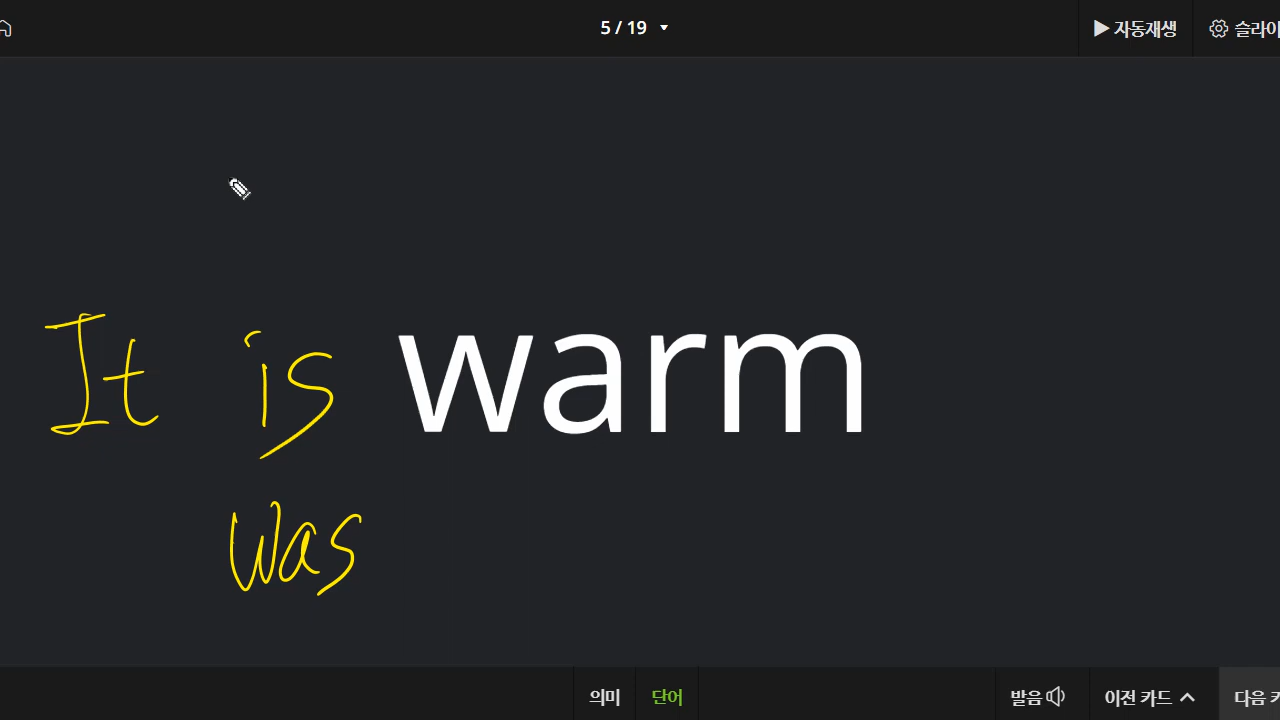 5 / 19
▶ 자동재생
슬라이
It is warm
was
의미
단어
발음
이전 카드
다음